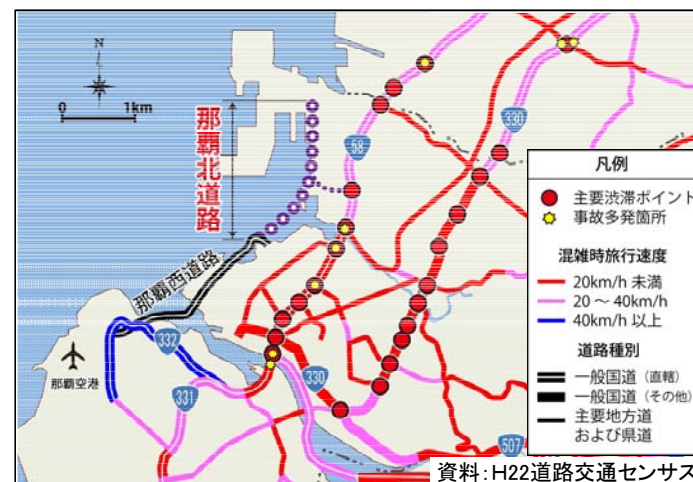 N
0 1km
那覇北道路
58
330
那覇西道路
332
那覇空港
331
330
507
凡例
主要渋滞ポイント
事故多発箇所
混雑時旅行速度
20km/h 未満
20 ～ 40km/h
40km/h 以上
道路種別
一般国道（直轄）
一般国道（その他）
主要地方道
および県道
資料：H22道路交通センサス